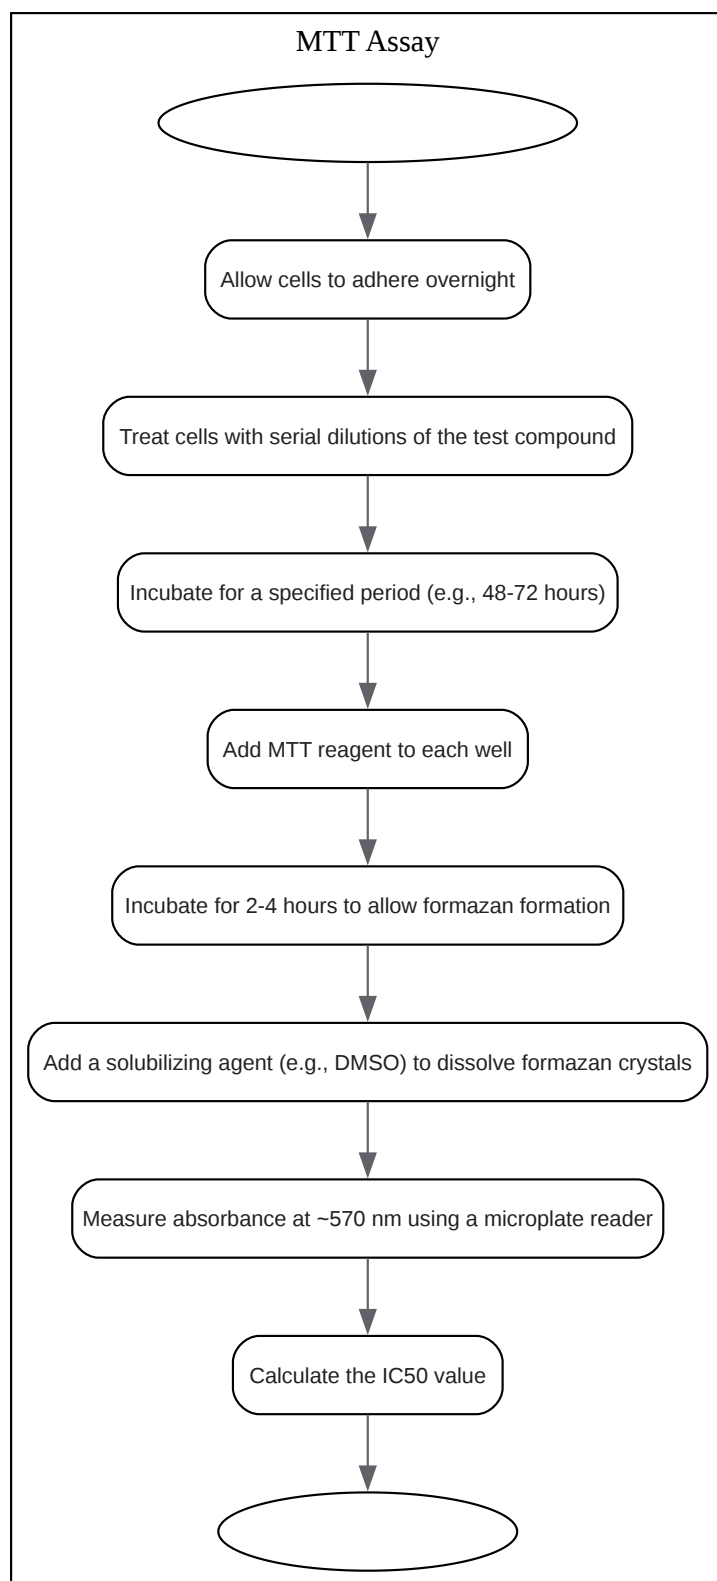 MTT Assay
Allow cells to adhere overnight
Treat cells with serial dilutions of the test compound
Incubate for a specified period (e.g., 48-72 hours)
Add MTT reagent to each well
Incubate for 2-4 hours to allow formazan formation
Add a solubilizing agent (e.g., DMSO) to dissolve formazan crystals
Measure absorbance at ~570 nm using a microplate reader
Calculate the IC50 value